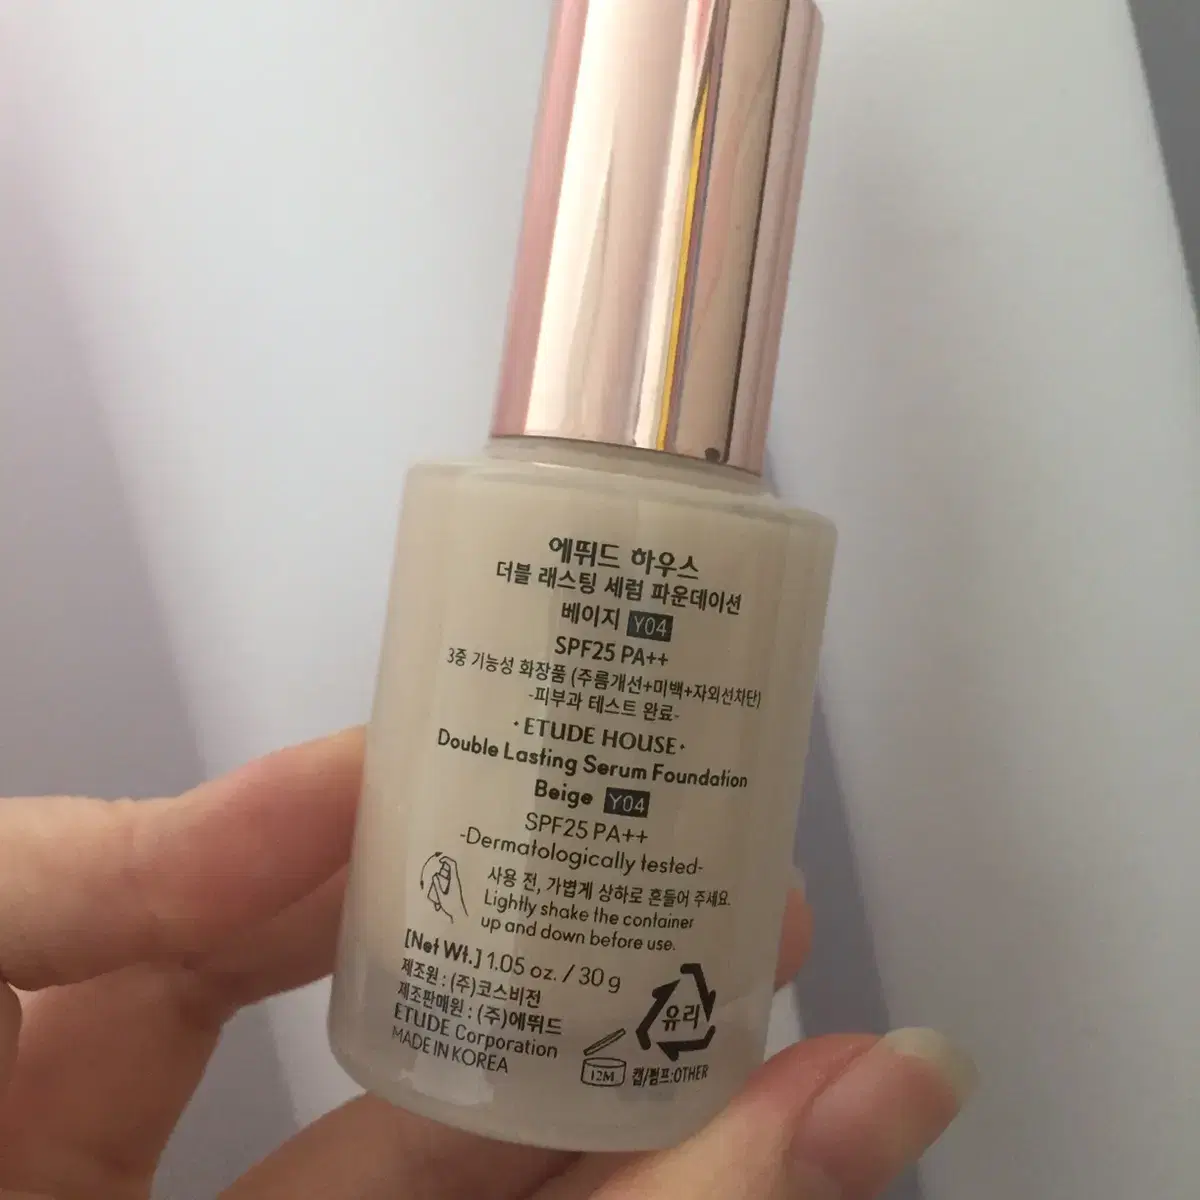 에뛰드 하우스
더블 래스팅 세럼 파운데이션
베이지 Y04
SPF25 PA++
3중 기능성 화장품 (주름개선+미백+자외선차단)
-피부과 테스트 완료-
·ETUDE HOUSE·
Double Lasting Serum Foundation
Beige Y04
SPF25 PA++
-Dermatologically tested-
사용 전, 가볍게 상하로 흔들어 주세요.
Lightly shake the container
up and down before use.
[Net Wt.] 1.05 oz. / 30 g
제조원 : (주)코스비전
제조판매원 : (주)에뛰드
ETUDE Corporation
MADE IN KOREA
유리
12M
캡/펌프:OTHER